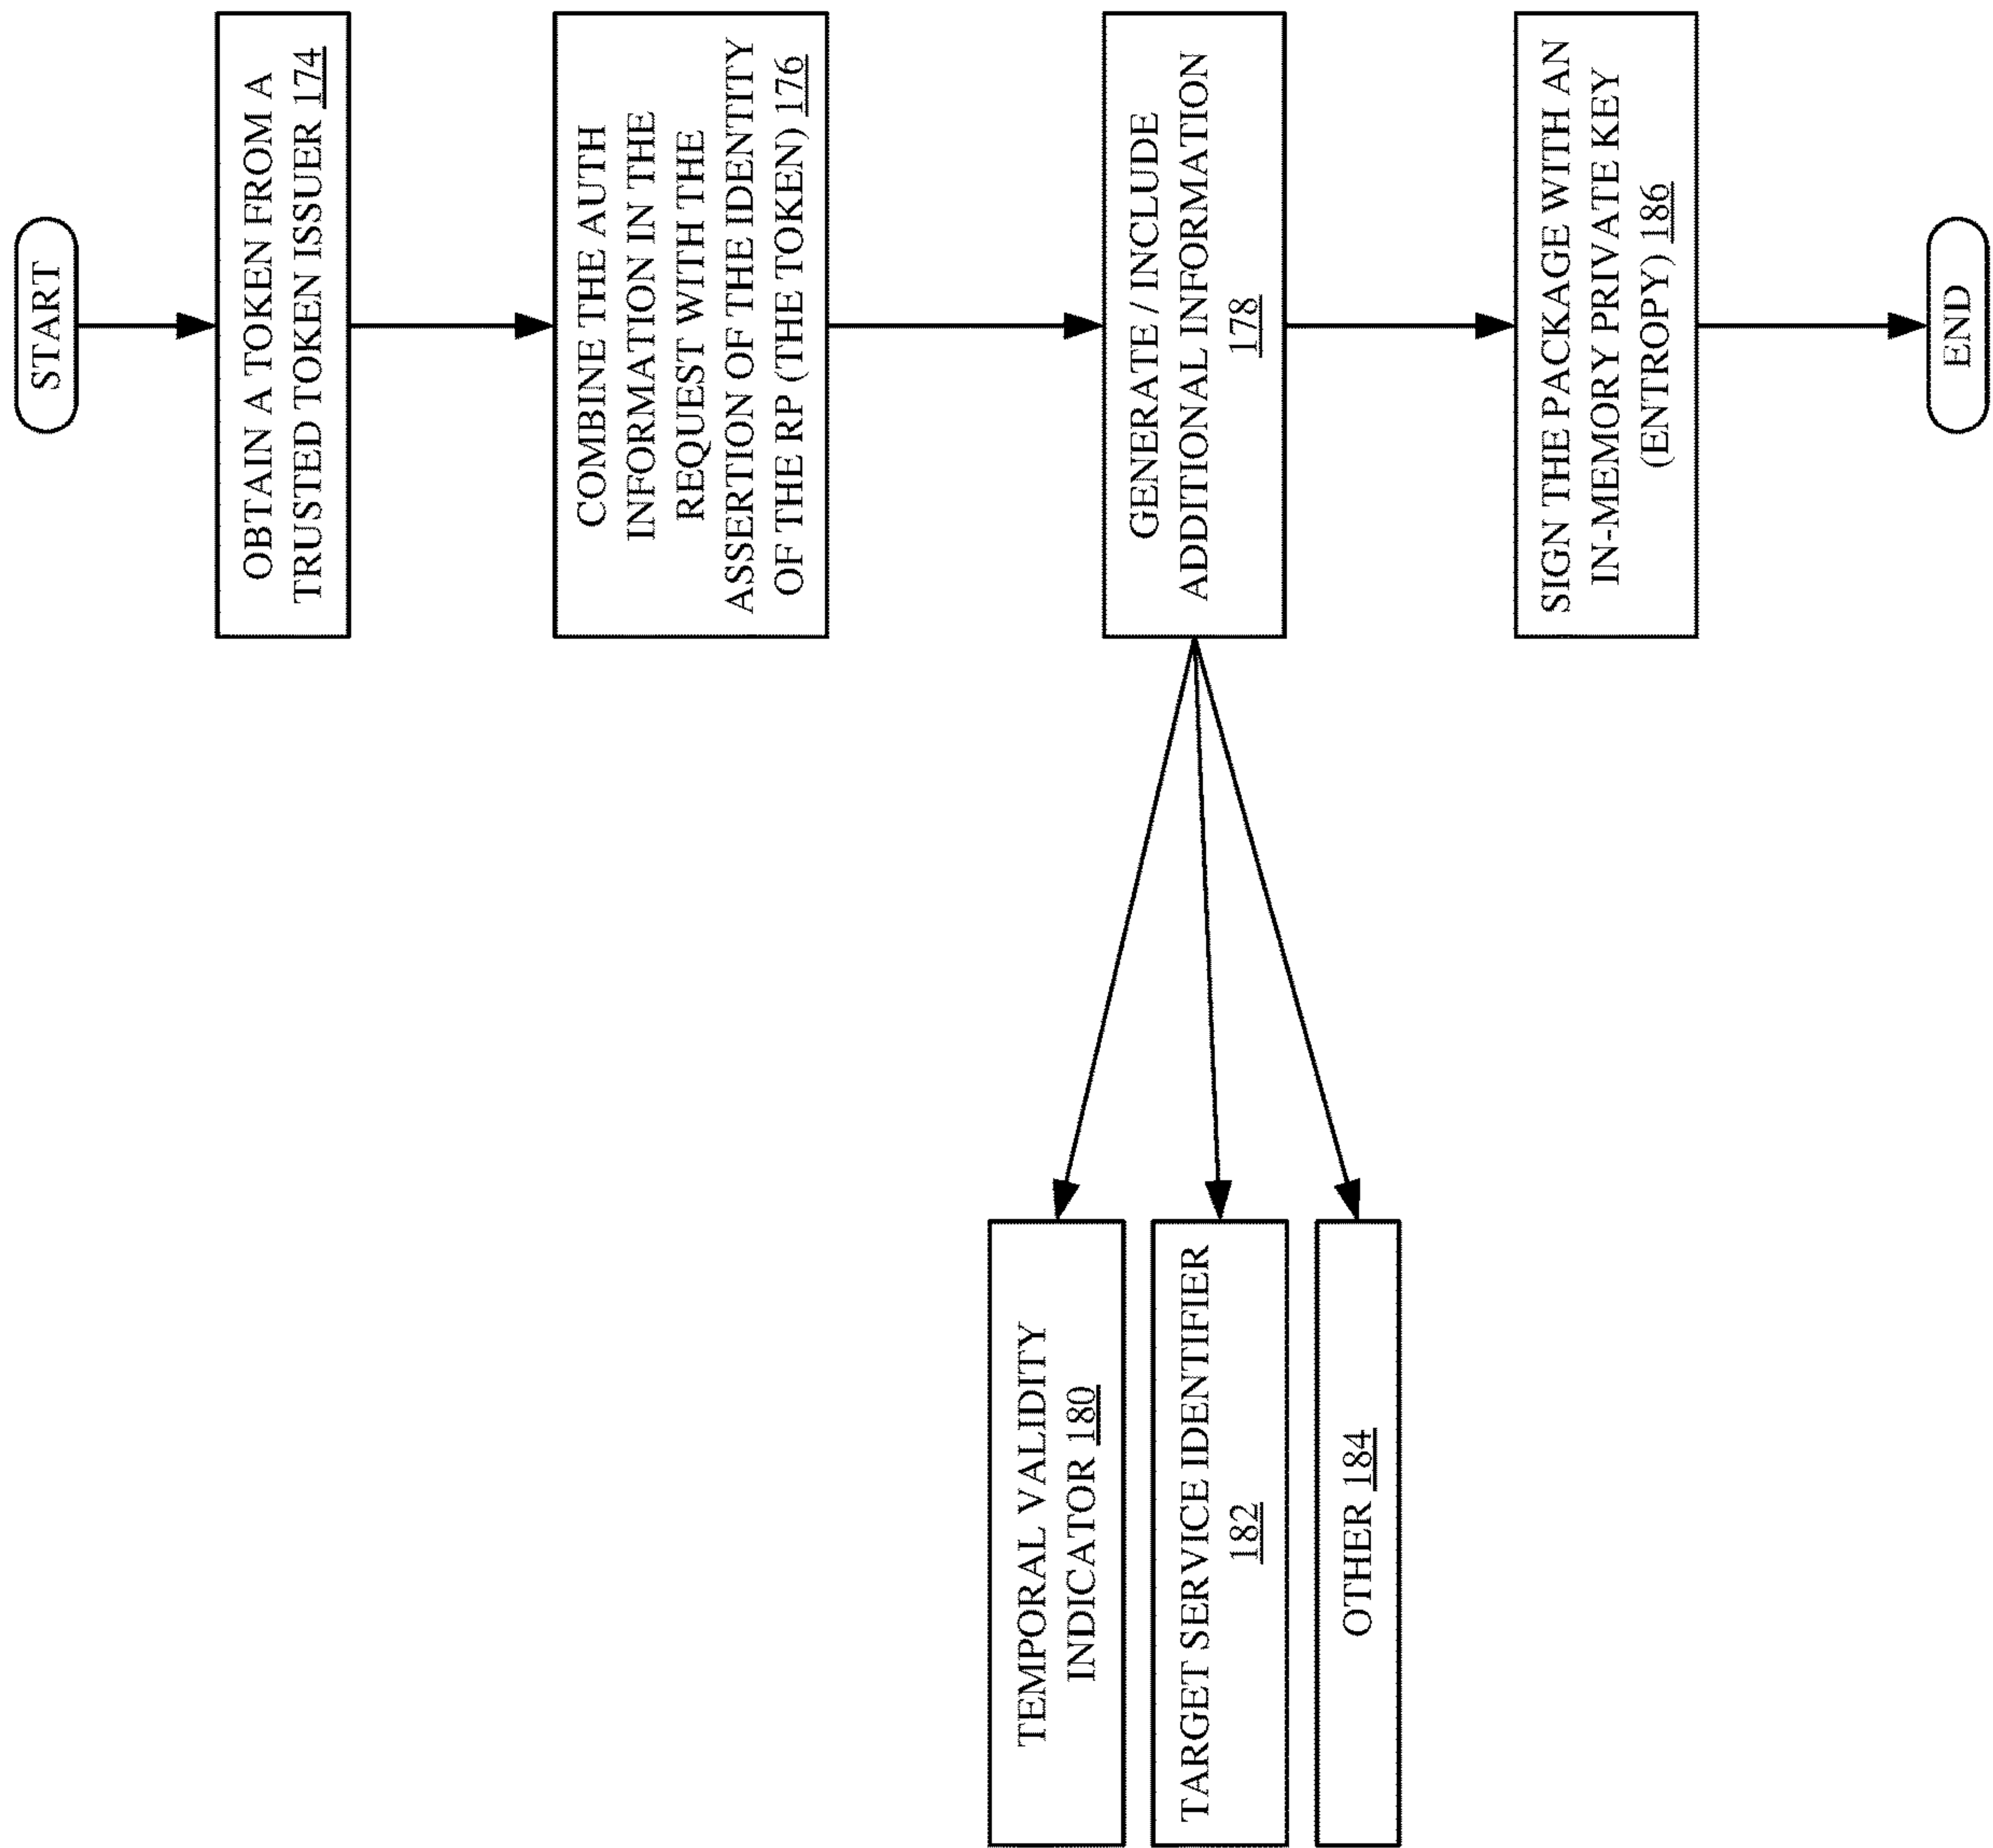 START
OBTAIN A TOKEN FROM A
TRUSTED TOKEN ISSUER 174
COMBINE THE AUTH
INFORMATION IN THE
REQUEST WITH THE
ASSERTION OF THE IDENTITY
OF THE RP (THE TOKEN) 176
GENERATE / INCLUDE
ADDITIONAL INFORMATION
178
TEMPORAL VALIDITY
INDICATOR 180
TARGET SERVICE IDENTIFIER
182
OTHER 184
SIGN THE PACKAGE WITH AN
IN-MEMORY PRIVATE KEY
(ENTROPY) 186
END